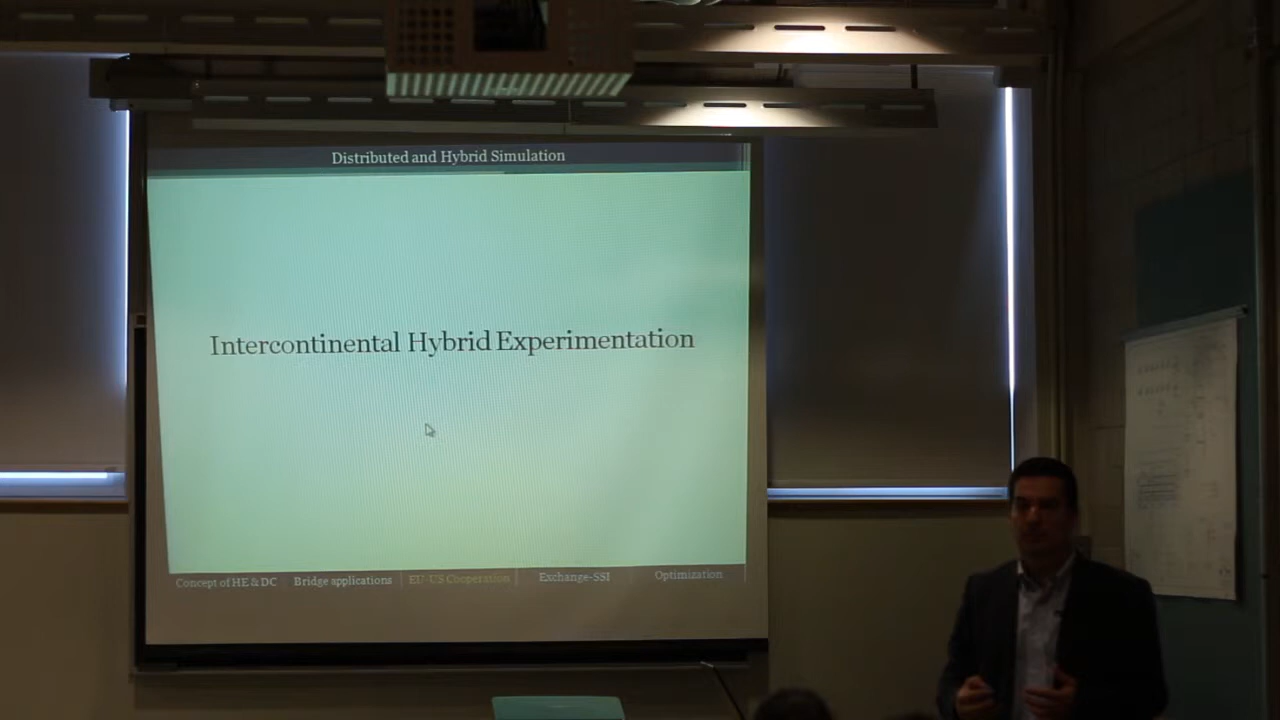 Distributed and Hybrid Simulation
Intercontinental Hybrid Experimentation
Concept of HE & DC Bridge applications EU-US Cooperation Exchange-SSI Optimization